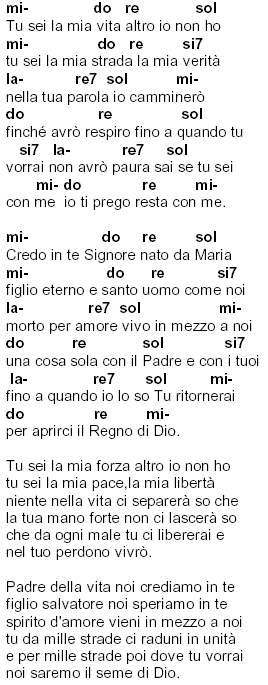 mi- do re sol
Tu sei la mia vita altro io non ho
mi- do re si7
tu sei la mia strada la mia verità
la- re7 sol mi-
nella tua parola io camminerò
do re sol
finché avrò respiro fino a quando tu
si7 la- re7 sol
vorrai non avrò paura sai se tu sei
mi- do re mi-
con me io ti prego resta con me.

mi- do re sol
Credo in te Signore nato da Maria
mi- do re si7
figlio eterno e santo uomo come noi
la- re7 sol mi-
morto per amore vivo in mezzo a noi
do re sol si7
una cosa sola con il Padre e con i tuoi
la- re7 sol mi-
fino a quando io lo so Tu ritornerai
do re mi-
per aprirci il Regno di Dio.

Tu sei la mia forza altro io non ho
tu sei la mia pace,la mia libertà
niente nella vita ci separerà so che
la tua mano forte non ci lascerà so
che da ogni male tu ci libererai e
nel tuo perdono vivrò.

Padre della vita noi crediamo in te
figlio salvatore noi speriamo in te
spirito d'amore vieni in mezzo a noi
tu da mille strade ci raduni in unità
e per mille strade poi dove tu vorrai
noi saremo il seme di Dio.